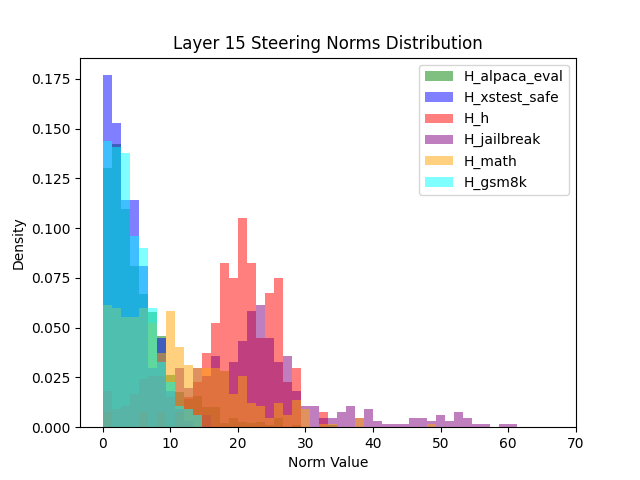 Layer 15 Steering Norms Distribution
H_alpaca_eval
H_xstest_safe
H_h
H_jailbreak
H_math
H_gsm8k
Density
0.175
0.150
0.125
0.100
0.075
0.050
0.025
0.000
0 10 20 30 40 50 60 70
Norm Value